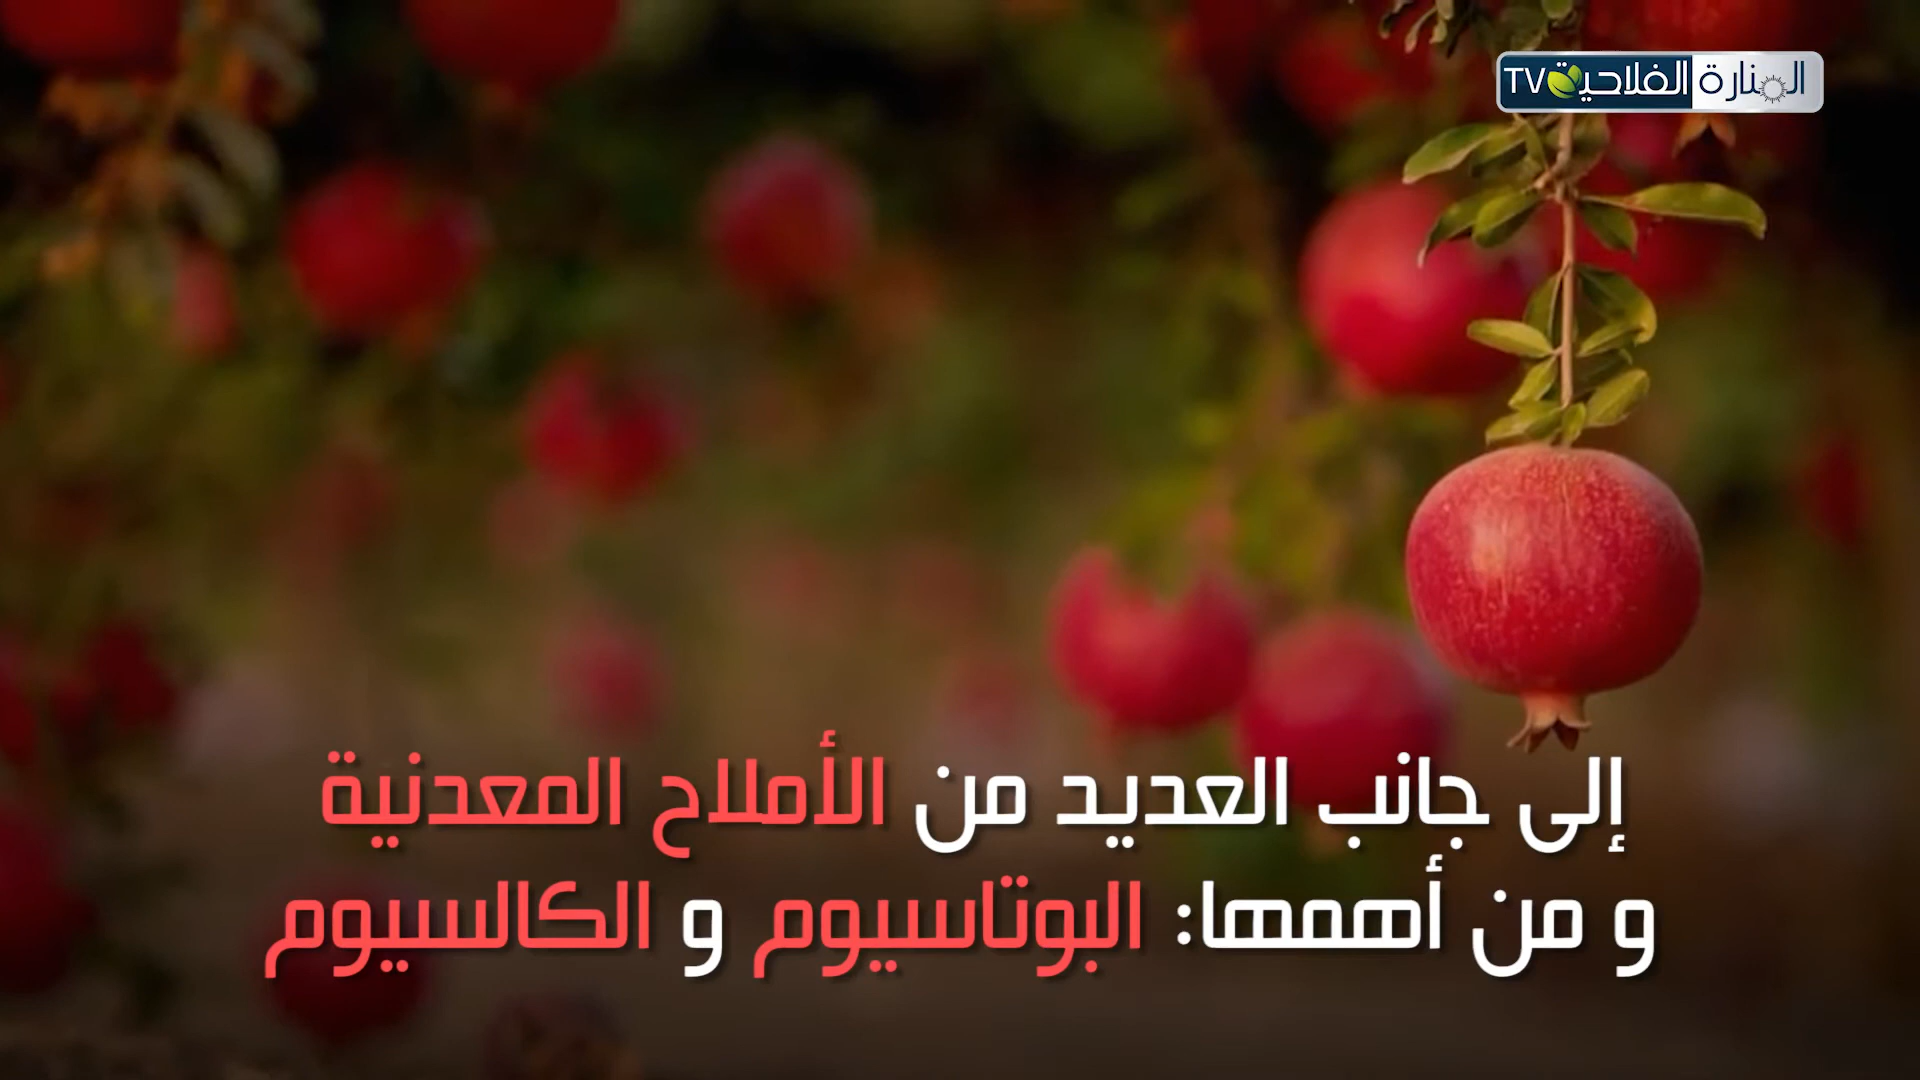 المنارة الفلاحية TV
إلى جانب العديد من الأملاح المعدنية
و من أهمها: البوتاسيوم و الكالسيوم